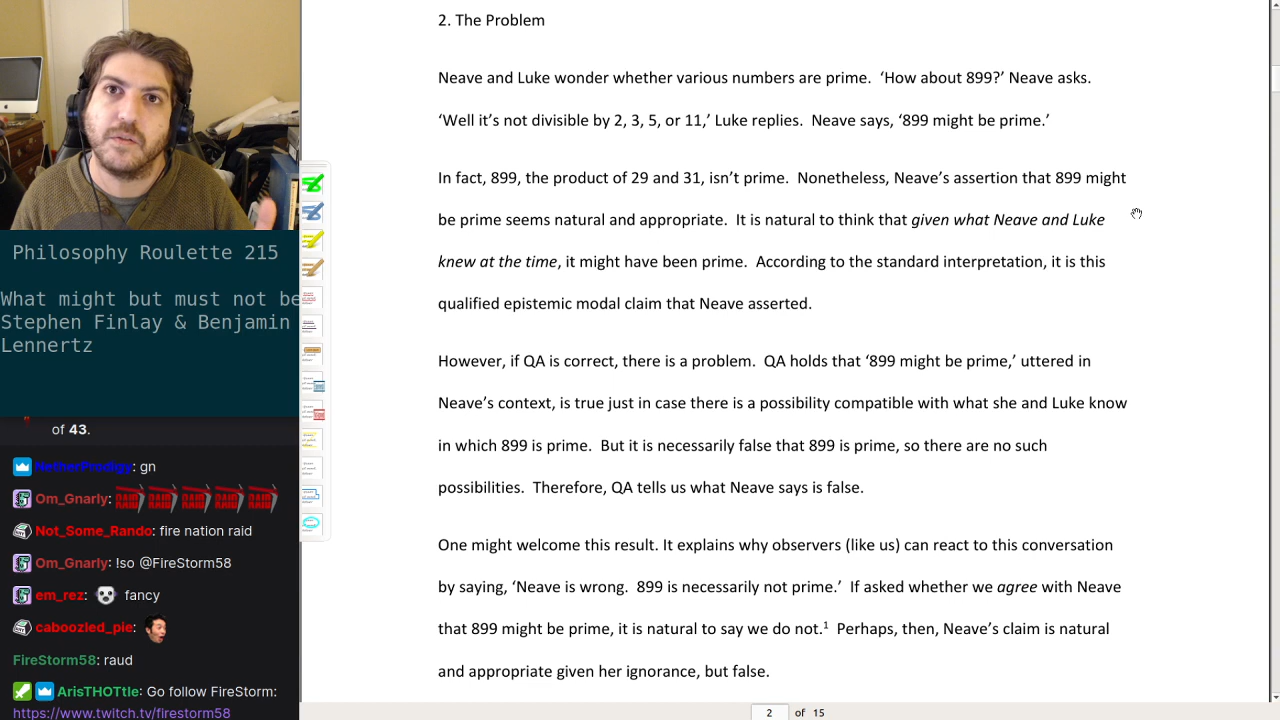 Philosophy Roulette 215
What might but must not be
Stephen Finlay & Benjamin
Lennertz
of 43.
NetherProdigy: gn
Om_Gnarly: RAID RAID RAID RAID RAID
Not_Some_Rando: fire nation raid
Om_Gnarly: !so @FireStorm58
em_rez: fancy
caboozled_pie:
FireStorm58: raud
ArisTHOTtle: Go follow FireStorm:
https://www.twitch.tv/firestorm58
2. The Problem
Neave and Luke wonder whether various numbers are prime. ‘How about 899?’ Neave asks.
‘Well it’s not divisible by 2, 3, 5, or 11,’ Luke replies. Neave says, ‘899 might be prime.’
In fact, 899, the product of 29 and 31, isn’t prime. Nonetheless, Neave’s assertion that 899 might
be prime seems natural and appropriate. It is natural to think that given what Neave and Luke
knew at the time, it might have been prime. According to the standard interpretation, it is this
qualified epistemic modal claim that Neave asserted.
However, if QA is correct, there is a problem. QA holds that ‘899 might be prime,’ uttered in
Neave’s context, is true just in case there is a possibility compatible with what she and Luke know
in which 899 is prime. But it is necessarily false that 899 is prime, so there are no such
possibilities. Therefore, QA tells us what Neave says is false.
One might welcome this result. It explains why observers (like us) can react to this conversation
by saying, ‘Neave is wrong. 899 is necessarily not prime.’ If asked whether we agree with Neave
that 899 might be prime, it is natural to say we do not.1 Perhaps, then, Neave’s claim is natural
and appropriate given her ignorance, but false.
2 of 15